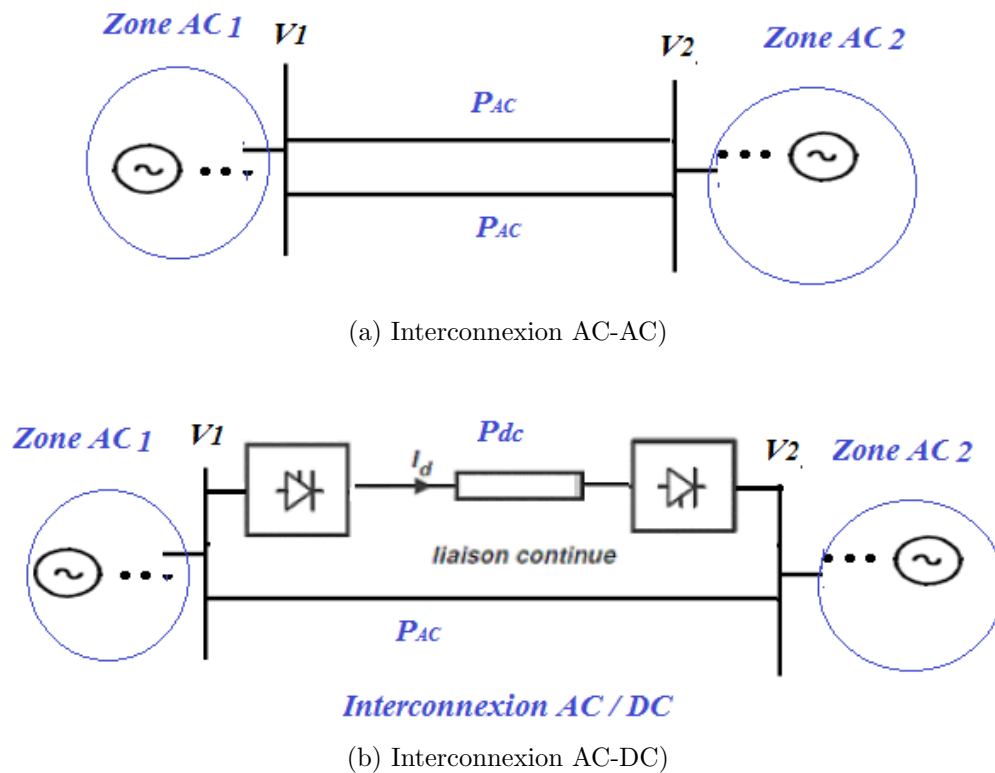 Zone AC 1
V1
V2
Zone AC 2
PAC
PAC
(a) Interconnexion AC-AC)
Zone AC 1
V1
Pdc
V2
Zone AC 2
Id
liaison continue
PAC
Interconnexion AC / DC
(b) Interconnexion AC-DC)